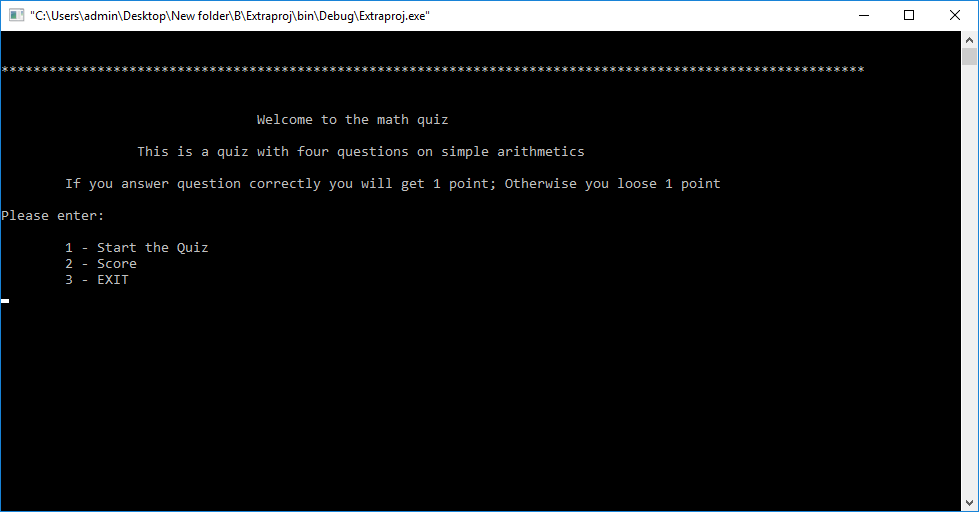 "C:\Users\admin\Desktop\New folder\B\Extraproj\bin\Debug\Extraproj.exe"
************************************************************************************************************
Welcome to the math quiz
This is a quiz with four questions on simple arithmetics
If you answer question correctly you will get 1 point; Otherwise you loose 1 point
Please enter:
1 - Start the Quiz
2 - Score
3 - EXIT